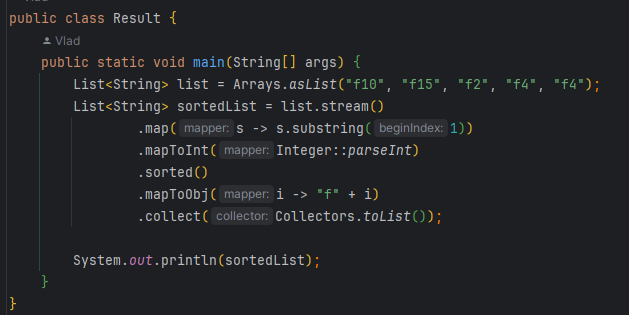 public class Result {
Vlad
public static void main(String[] args) {
List<String> list = Arrays.asList("f10", "f15", "f2", "f4", "f4");
List<String> sortedList = list.stream()
.map( mapper: s -> s.substring( beginIndex: 1))
.mapToInt( mapper: Integer::parseInt)
.sorted()
.mapToObj( mapper: i -> "f" + i)
.collect( collector: Collectors.toList());
System.out.println(sortedList);
}
}